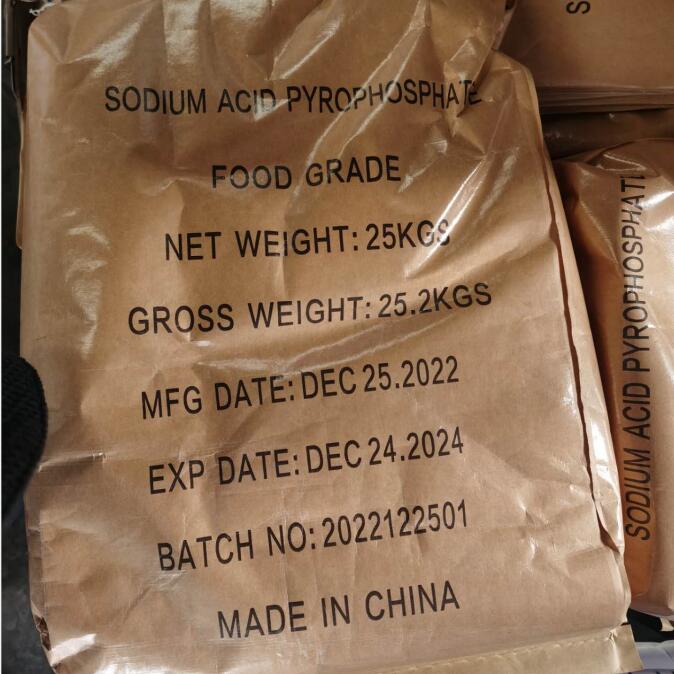 SODIUM ACID PYROPHOSPHATE
FOOD GRADE
NET WEIGHT: 25KGS
GROSS WEIGHT: 25.2KGS
MFG DATE: DEC 25.2022
EXP DATE: DEC 24.2024
BATCH NO: 2022122501
MADE IN CHINA
SODIUM ACID PYROPHOSPHAT
S